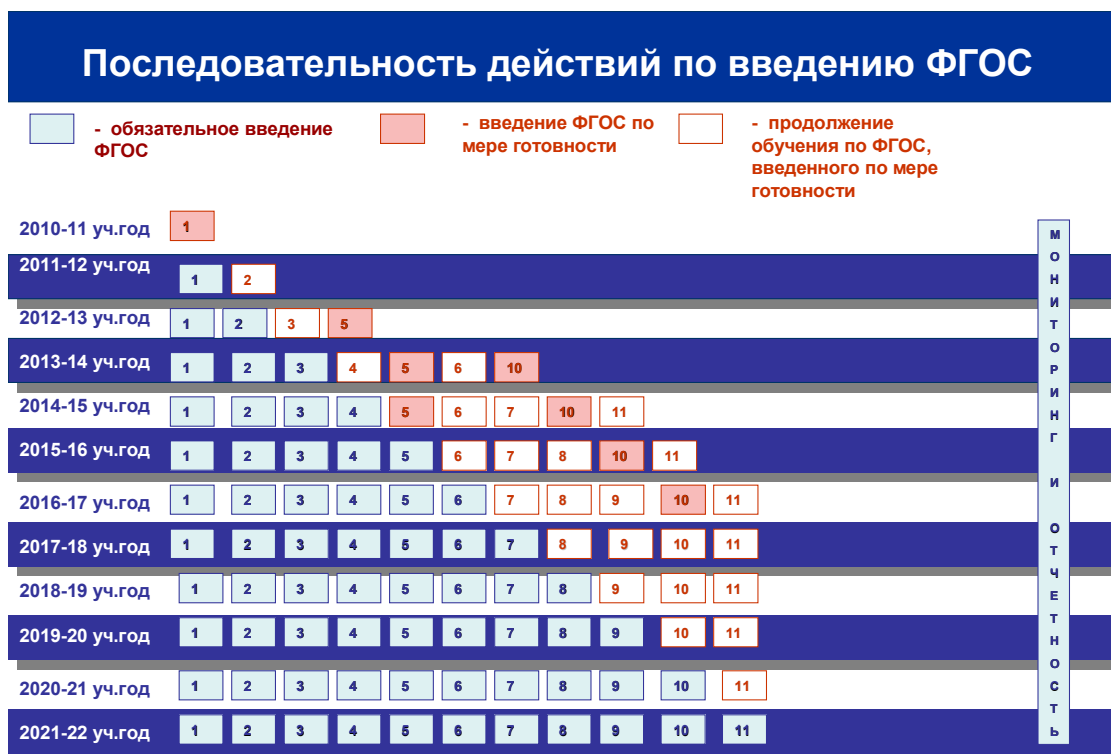 Последовательность действий по введению ФГОС
- обязательное введение
ФГОС
- введение ФГОС по
мере готовности
- продолжение
обучения по ФГОС,
введенного по мере
готовности
2010-11 уч.год 1
2011-12 уч.год 1 2
2012-13 уч.год 1 2 3 5
2013-14 уч.год 1 2 3 4 5 6 10
2014-15 уч.год 1 2 3 4 5 6 7 10 11
2015-16 уч.год 1 2 3 4 5 6 7 8 10 11
2016-17 уч.год 1 2 3 4 5 6 7 8 9 10 11
2017-18 уч.год 1 2 3 4 5 6 7 8 9 10 11
2018-19 уч.год 1 2 3 4 5 6 7 8 9 10 11
2019-20 уч.год 1 2 3 4 5 6 7 8 9 10 11
2020-21 уч.год 1 2 3 4 5 6 7 8 9 10 11
2021-22 уч.год 1 2 3 4 5 6 7 8 9 10 11
МОНИТОРИНГ И ОТЧЕТНОСТЬ